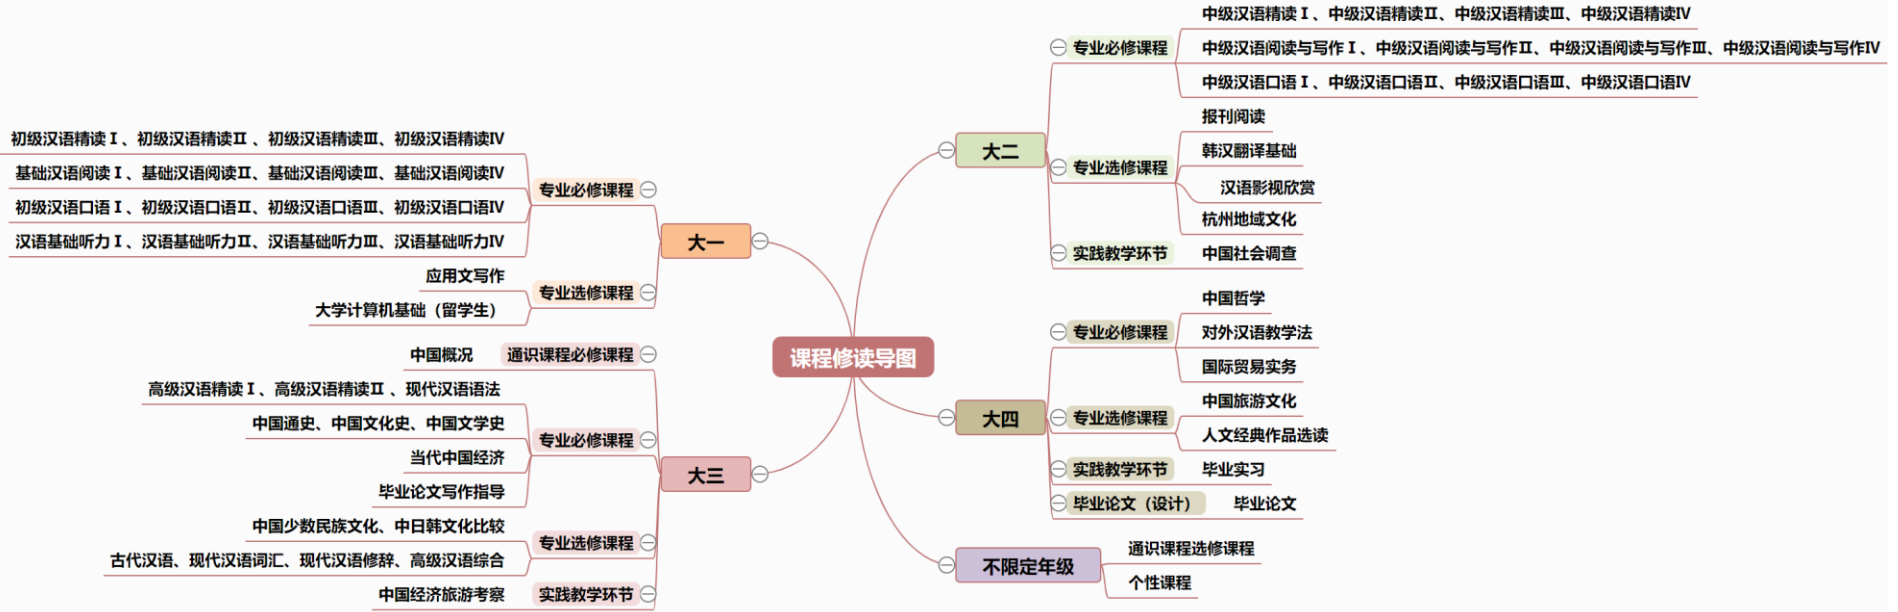 课程修读导图
大一
专业必修课程
初级汉语精读Ⅰ、初级汉语精读Ⅱ、初级汉语精读Ⅲ、初级汉语精读Ⅳ
基础汉语阅读Ⅰ、基础汉语阅读Ⅱ、基础汉语阅读Ⅲ、基础汉语阅读Ⅳ
初级汉语口语Ⅰ、初级汉语口语Ⅱ、初级汉语口语Ⅲ、初级汉语口语Ⅳ
汉语基础听力Ⅰ、汉语基础听力Ⅱ、汉语基础听力Ⅲ、汉语基础听力Ⅳ
专业选修课程
应用文写作
大学计算机基础（留学生）
大二
专业必修课程
中级汉语精读Ⅰ、中级汉语精读Ⅱ、中级汉语精读Ⅲ、中级汉语精读Ⅳ
中级汉语阅读与写作Ⅰ、中级汉语阅读与写作Ⅱ、中级汉语阅读与写作Ⅲ、中级汉语阅读与写作Ⅳ
中级汉语口语Ⅰ、中级汉语口语Ⅱ、中级汉语口语Ⅲ、中级汉语口语Ⅳ
专业选修课程
报刊阅读
韩汉翻译基础
汉语影视欣赏
杭州地域文化
实践教学环节
中国社会调查
大三
通识课程必修课程
中国概况
专业必修课程
高级汉语精读Ⅰ、高级汉语精读Ⅱ、现代汉语语法
中国通史、中国文化史、中国文学史
当代中国经济
毕业论文写作指导
专业选修课程
中国少数民族文化、中日韩文化比较
古代汉语、现代汉语词汇、现代汉语修辞、高级汉语综合
实践教学环节
中国经济旅游考察
大四
专业必修课程
中国哲学
对外汉语教学法
国际贸易实务
专业选修课程
中国旅游文化
人文经典作品选读
实践教学环节
毕业实习
毕业论文（设计）
毕业论文
不限定年级
通识课程选修课程
个性课程